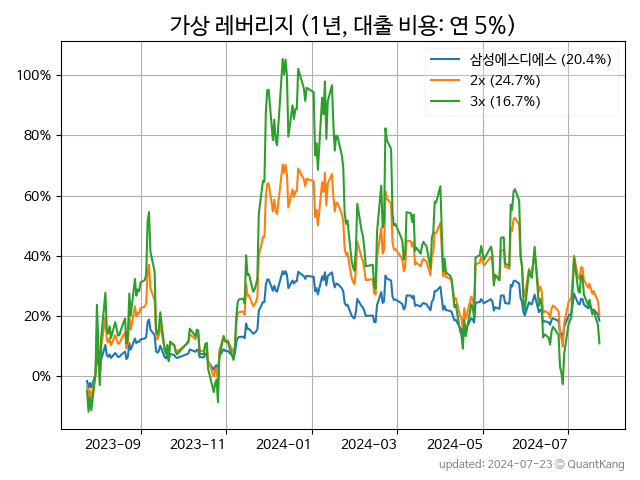 가상 레버리지 (1년, 대출 비용: 연 5%)
삼성에스디에스 (20.4%)
2x (24.7%)
3x (16.7%)
100%
80%
60%
40%
20%
0%
2023-09 2023-11 2024-01 2024-03 2024-05 2024-07
updated: 2024-07-23 © QuantKang